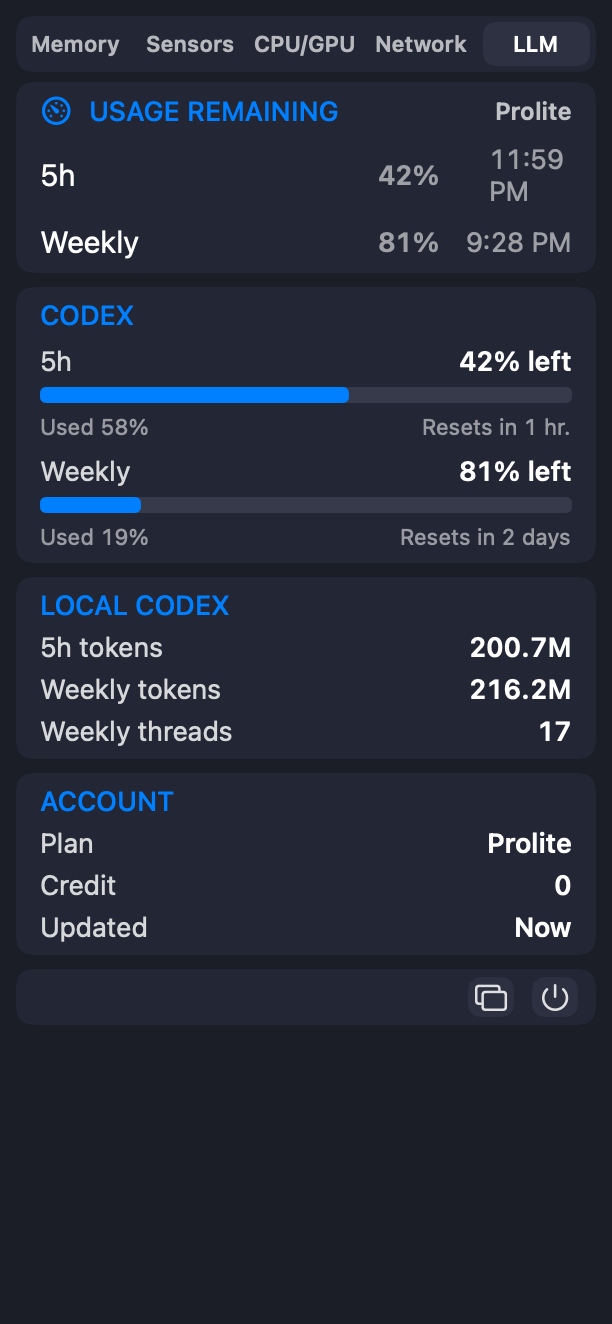 Memory Sensors CPU/GPU Network LLM
USAGE REMAINING Prolite
5h 42% 11:59 PM
Weekly 81% 9:28 PM
CODEX
5h 42% left
Used 58% Resets in 1 hr.
Weekly 81% left
Used 19% Resets in 2 days
LOCAL CODEX
5h tokens 200.7M
Weekly tokens 216.2M
Weekly threads 17
ACCOUNT
Plan Prolite
Credit 0
Updated Now